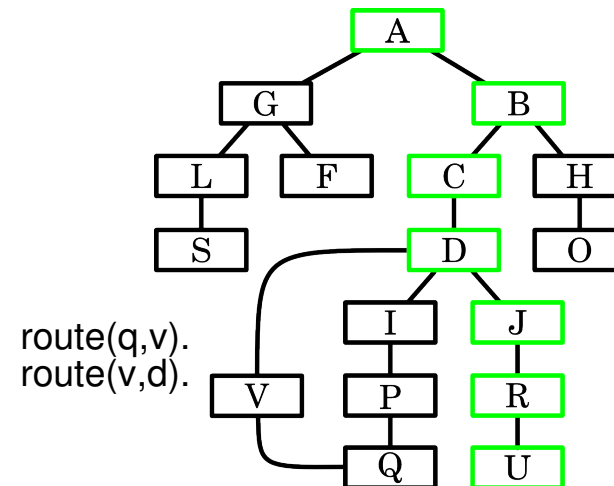 A
G B
L F C H
S D O
I J
route(q,v).
route(v,d).
V P R
Q U